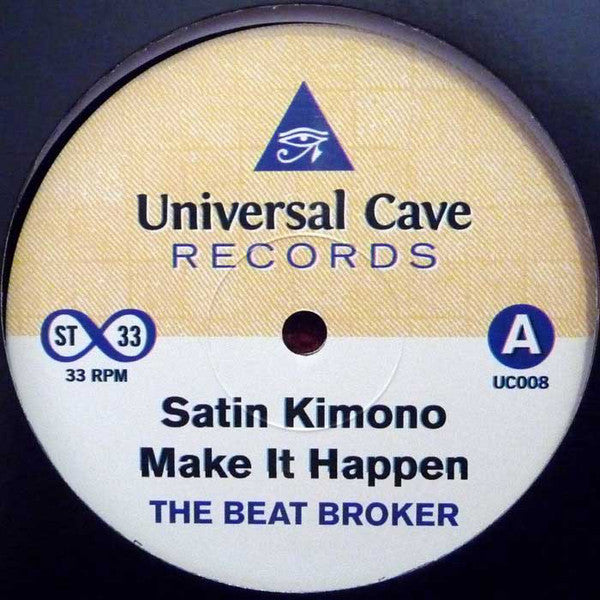 Universal Cave
RECORDS
ST 33
33 RPM
A
UC008
Satin Kimono
Make It Happen
THE BEAT BROKER